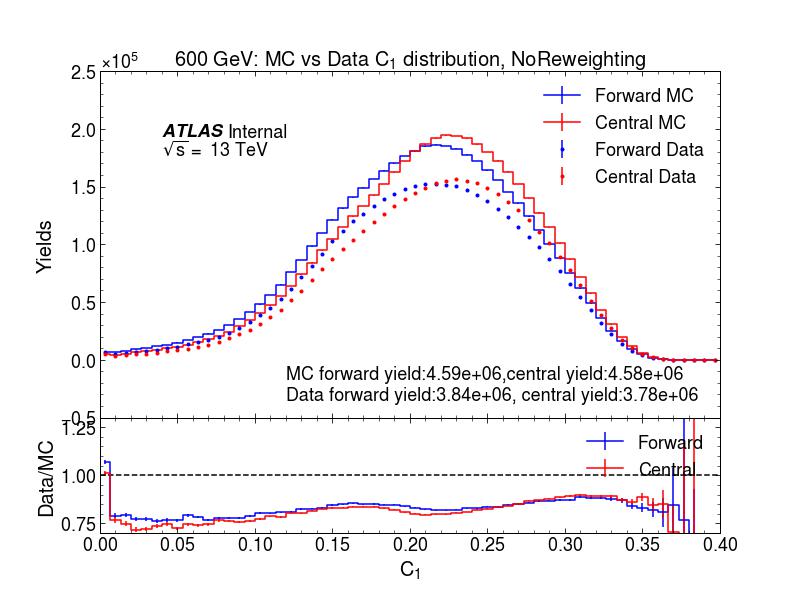 ×10⁵ 600 GeV: MC vs Data C₁ distribution, NoReweighting
2.5
2.0
1.5
1.0
0.5
0.0
0.5
Yields
ATLAS Internal
√s = 13 TeV
Forward MC
Central MC
Forward Data
Central Data
MC forward yield:4.59e+06,central yield:4.58e+06
Data forward yield:3.84e+06, central yield:3.78e+06
1.25
1.00
0.75
Data/MC
Forward
Central
0.00 0.05 0.10 0.15 0.20 0.25 0.30 0.35 0.40
C₁